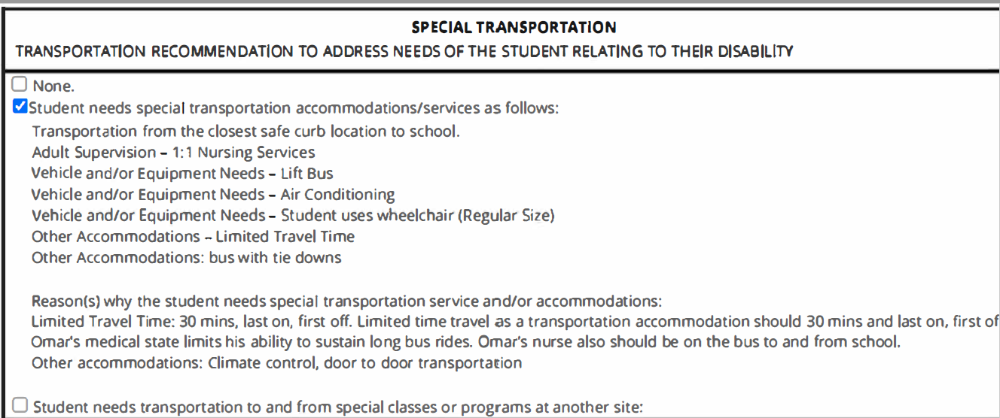 SPECIAL TRANSPORTATION
TRANSPORTATION RECOMMENDATION TO ADDRESS NEEDS OF THE STUDENT RELATING TO THEIR DISABILITY
None.
Student needs special transportation accommodations/services as follows:
Transportation from the closest safe curb location to school.
Adult Supervision – 1:1 Nursing Services
Vehicle and/or Equipment Needs – Lift Bus
Vehicle and/or Equipment Needs – Air Conditioning
Vehicle and/or Equipment Needs – Student uses wheelchair (Regular Size)
Other Accommodations – Limited Travel Time
Other Accommodations: bus with tie downs
Reason(s) why the student needs special transportation service and/or accommodations:
Limited Travel Time: 30 mins, last on, first off. Limited time travel as a transportation accommodation should 30 mins and last on, first of
Omar's medical state limits his ability to sustain long bus rides. Omar's nurse also should be on the bus to and from school.
Other accommodations: Climate control, door to door transportation
Student needs transportation to and from special classes or programs at another site: